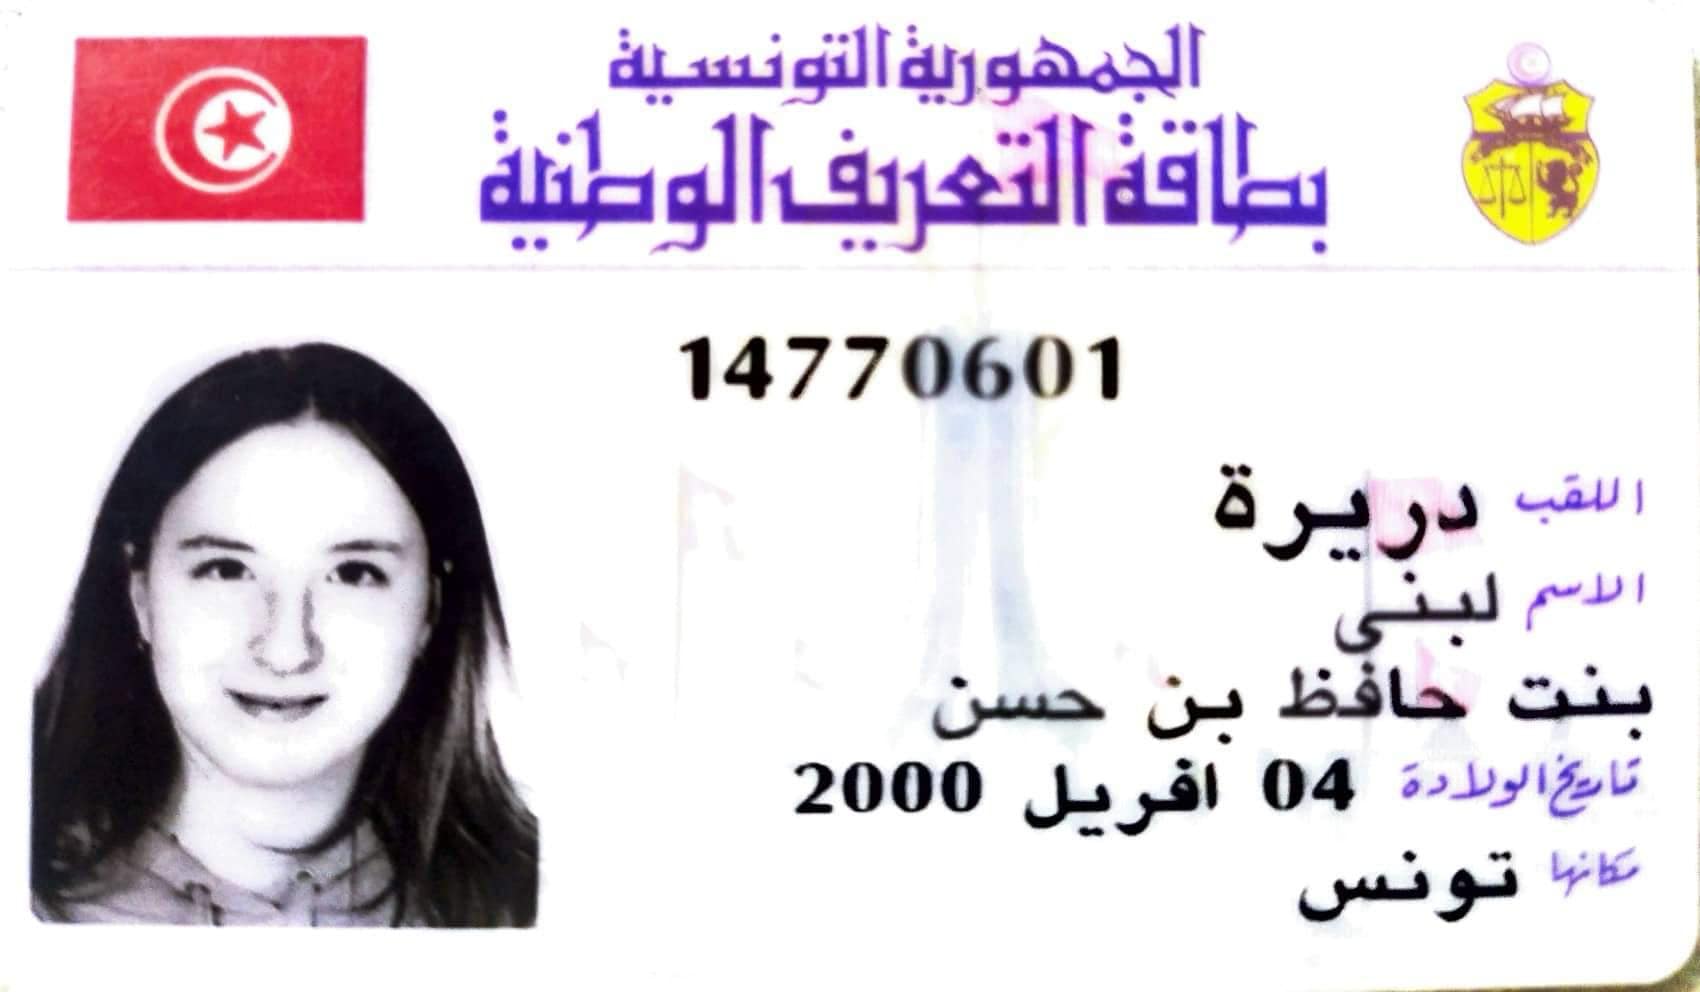 الجمهورية التونسية
بطاقة التعريف الوطنية
14770601
اللقب دريرة
الاسم لبنى
بنت حافظ بن حسن
تاريخ الولادة 04 افريل 2000
مكانها تونس